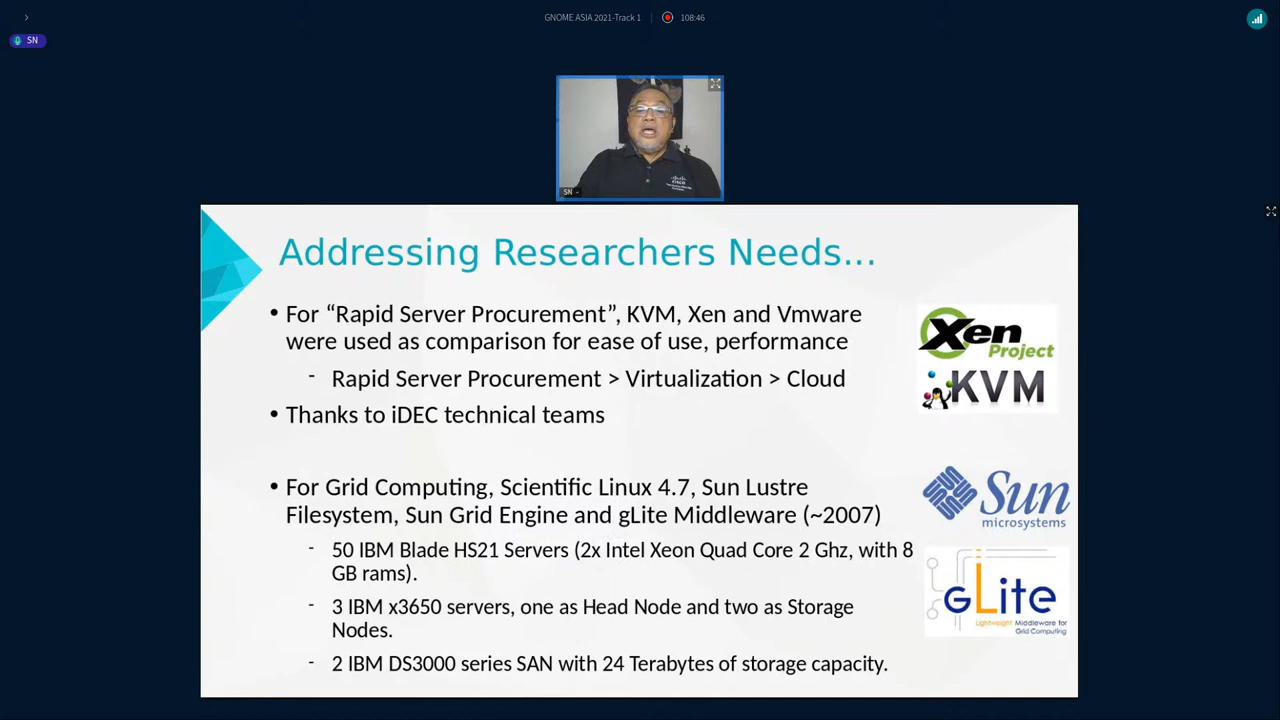 GNOME ASIA 2021-Track 1
108:46
SN
SN
cisco
Addressing Researchers Needs...
• For “Rapid Server Procurement”, KVM, Xen and Vmware
were used as comparison for ease of use, performance
- Rapid Server Procurement > Virtualization > Cloud
• Thanks to iDEC technical teams
• For Grid Computing, Scientific Linux 4.7, Sun Lustre
Filesystem, Sun Grid Engine and gLite Middleware (~2007)
- 50 IBM Blade HS21 Servers (2x Intel Xeon Quad Core 2 Ghz, with 8
GB rams).
- 3 IBM x3650 servers, one as Head Node and two as Storage
Nodes.
- 2 IBM DS3000 series SAN with 24 Terabytes of storage capacity.
Xen
Project
KVM
Sun
microsystems
gLite
Lightweight Middleware for
Grid Computing